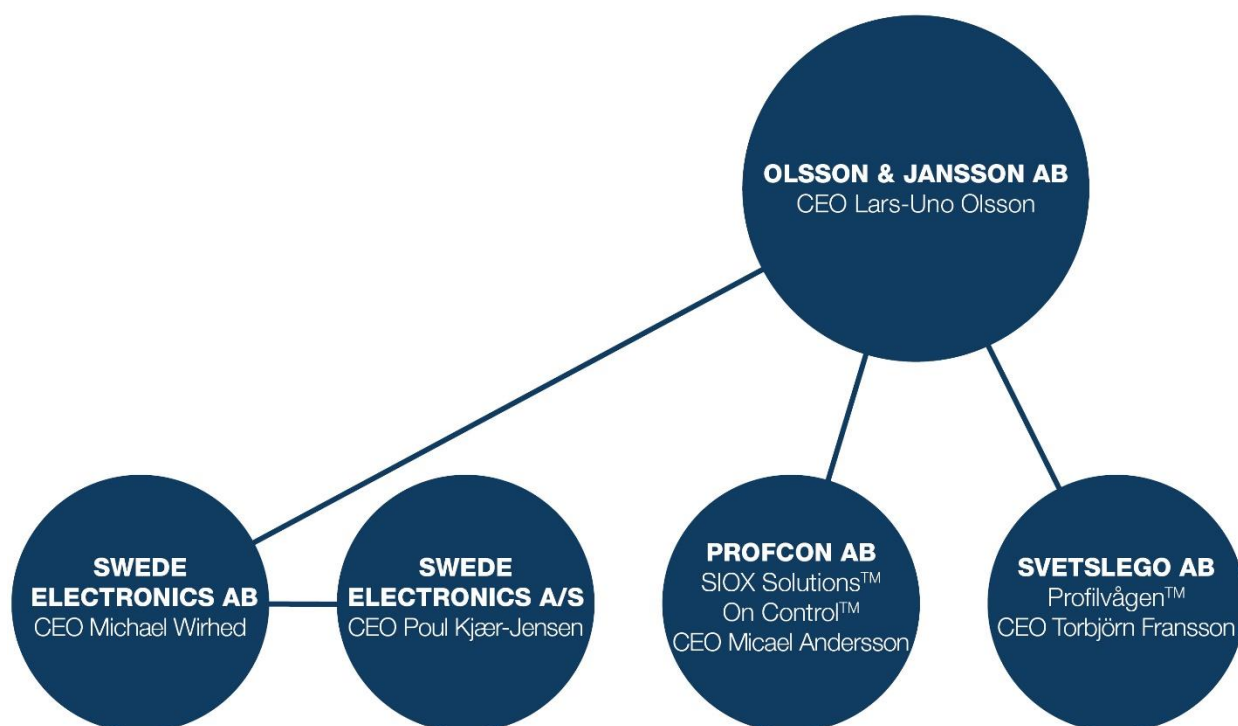 OLSSON & JANSSON AB
CEO Lars-Uno Olsson
SWEDE
ELECTRONICS AB
CEO Michael Wirhed
SWEDE
ELECTRONICS A/S
CEO Poul Kjær-Jensen
PROFCON AB
SIOX Solutions™
On Control™
CEO Micael Andersson
SVETSLEGO AB
Profilvågen™
CEO Torbjörn Fransson